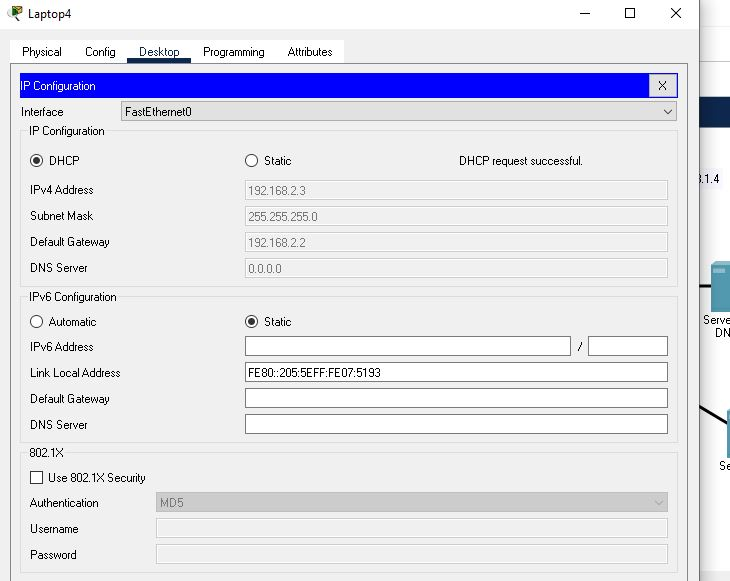 Laptop4
Physical Config Desktop Programming Attributes
IP Configuration X
Interface FastEthernet0
IP Configuration
DHCP Static DHCP request successful.
IPv4 Address 192.168.2.3
Subnet Mask 255.255.255.0
Default Gateway 192.168.2.2
DNS Server 0.0.0.0
IPv6 Configuration
Automatic Static
IPv6 Address /
Link Local Address FE80::205:5EFF:FE07:5193
Default Gateway
DNS Server
802.1X
Use 802.1X Security
Authentication MD5
Username
Password
3.1.4
Serve
DN
Se